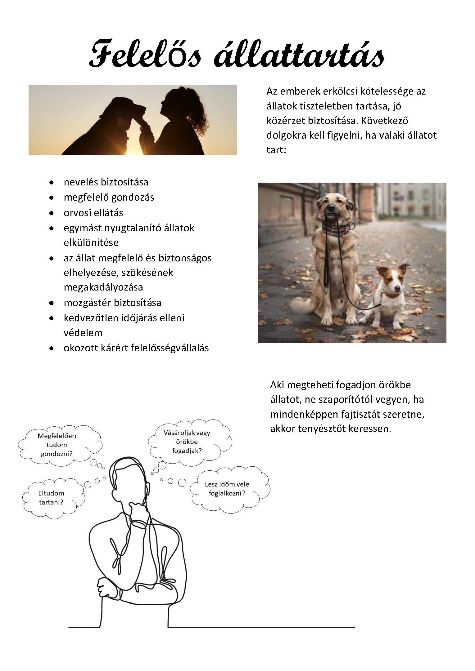 Felelős állattartás
Az emberek erkölcsi kötelessége az
állatok tiszteletben tartása, jó
közérzet biztosítása. Következő
dolgokra kell figyelni, ha valaki állatot
tart:
• nevelés biztosítása
• megfelelő gondozás
• orvosi ellátás
• egymást nyugtalanító állatok
elkülönítése
• az állat megfelelő és biztonságos
elhelyezése, szökésének
megakadályozása
• mozgástér biztosítása
• kedvezőtlen időjárás elleni
védelem
• okozott kárért felelősségvállalás
Aki megteheti fogadjon örökbe
állatot, ne szaporítótól vegyen, ha
mindenképpen fajtisztát szeretne,
akkor tenyésztőt keressen.
Megfelelően
tudom
gondozni?
Vásároljak vagy
örökbe
fogadjak?
Eltudom
tartani?
Lesz időm vele
foglalkozni?